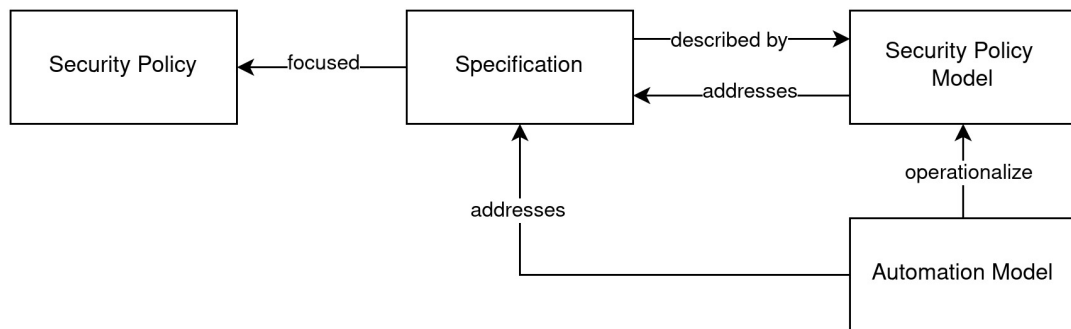 Security Policy
focused
Specification
described by
addresses
Security Policy
Model
operationalize
addresses
Automation Model